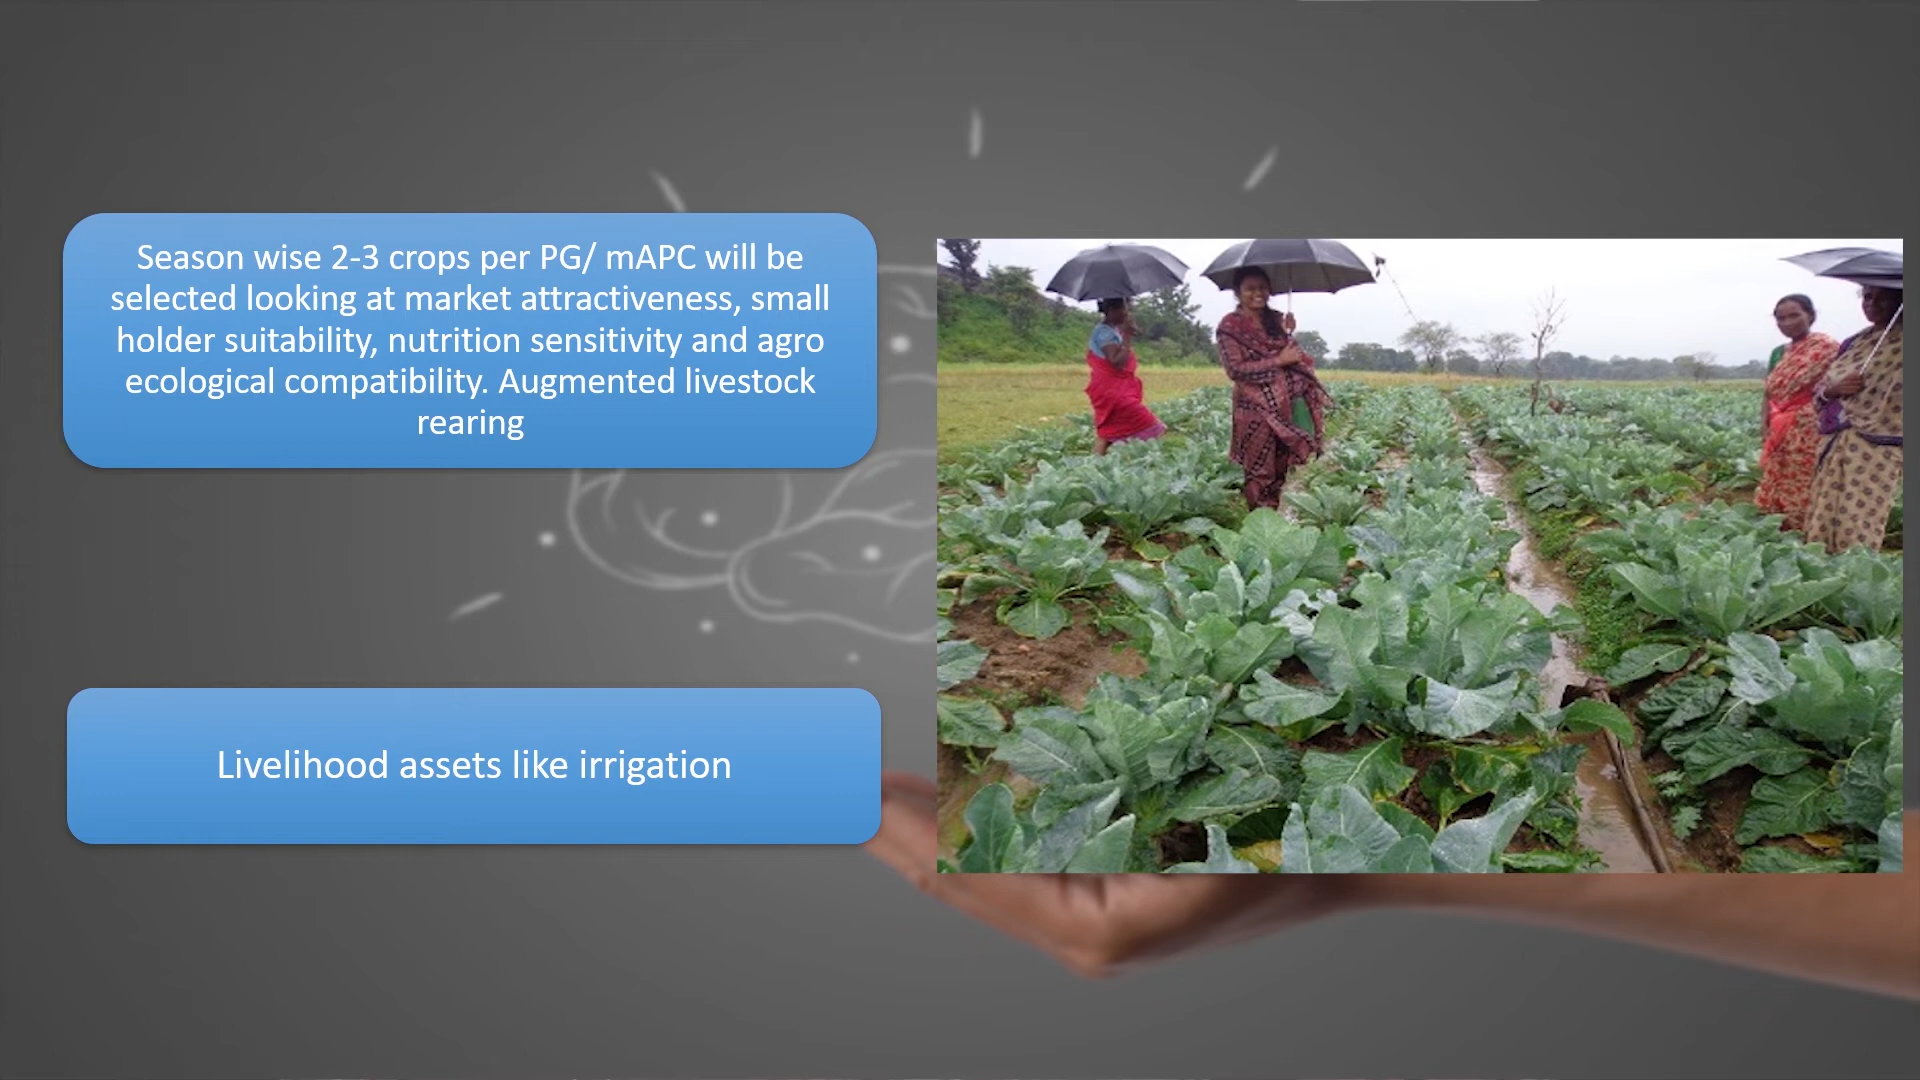 Season wise 2-3 crops per PG/ mAPC will be
selected looking at market attractiveness, small
holder suitability, nutrition sensitivity and agro
ecological compatibility. Augmented livestock
rearing
Livelihood assets like irrigation